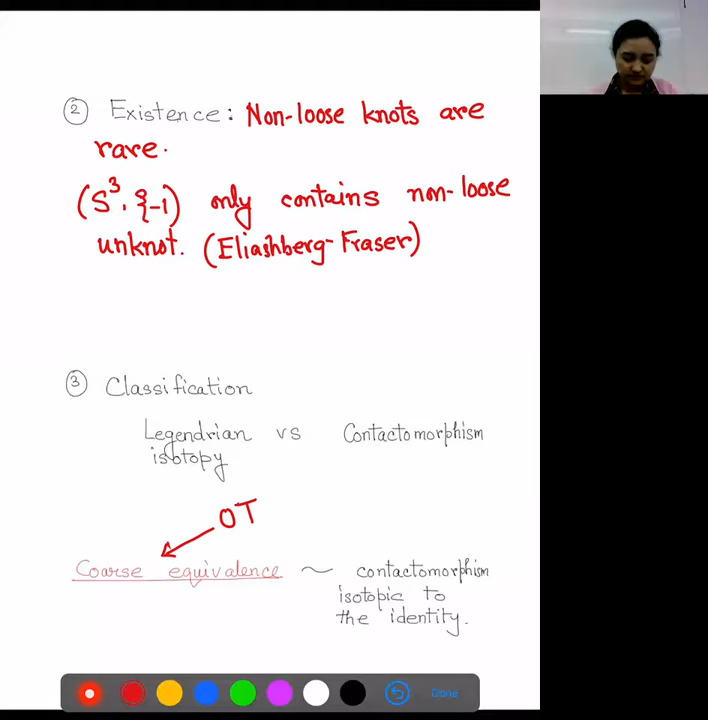 ② Existence: Non-loose knots are
rare.
(S³, ξ-1) only contains non-loose
unknot. (Eliashberg-Fraser)
③ Classification
Legendrian vs Contactomorphism
isotopy
OT
Coarse equivalence ~ contactomorphism
isotopic to
the identity.
Done